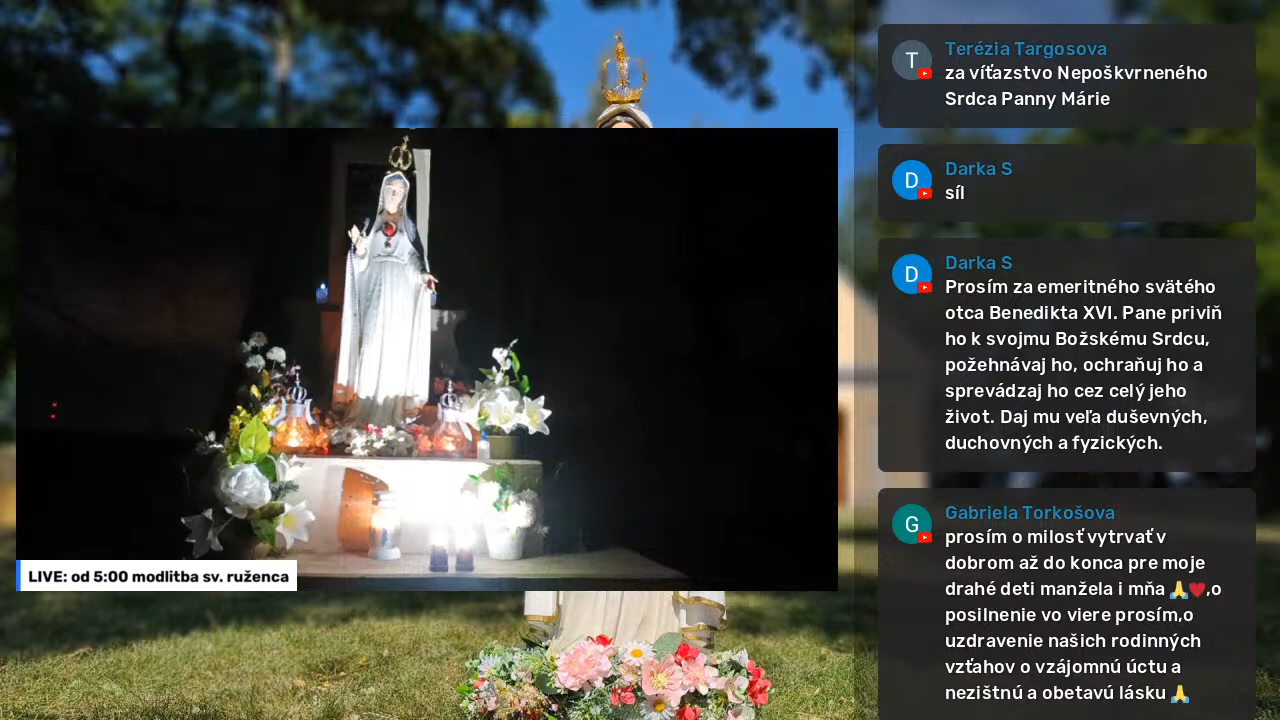 Terézia Targosova
za víťazstvo Nepoškvrneného
Srdca Panny Márie
Darka S
síl
Darka S
Prosím za emeritného svätého
otca Benedikta XVI. Pane priviň
ho k svojmu Božskému Srdcu,
požehnávaj ho, ochraňuj ho a
sprevádzaj ho cez celý jeho
život. Daj mu veľa duševných,
duchovných a fyzických.
Gabriela Torkošova
prosím o milosť vytrvať v
dobrom až do konca pre moje
drahé deti manžela i mňa 🙏❤️,o
posilnenie vo viere prosím,o
uzdravenie našich rodinných
vzťahov o vzájomnú úctu a
nezištnú a obetavú lásku 🙏
LIVE: od 5:00 modlitba sv. ruženca
T
D
D
G